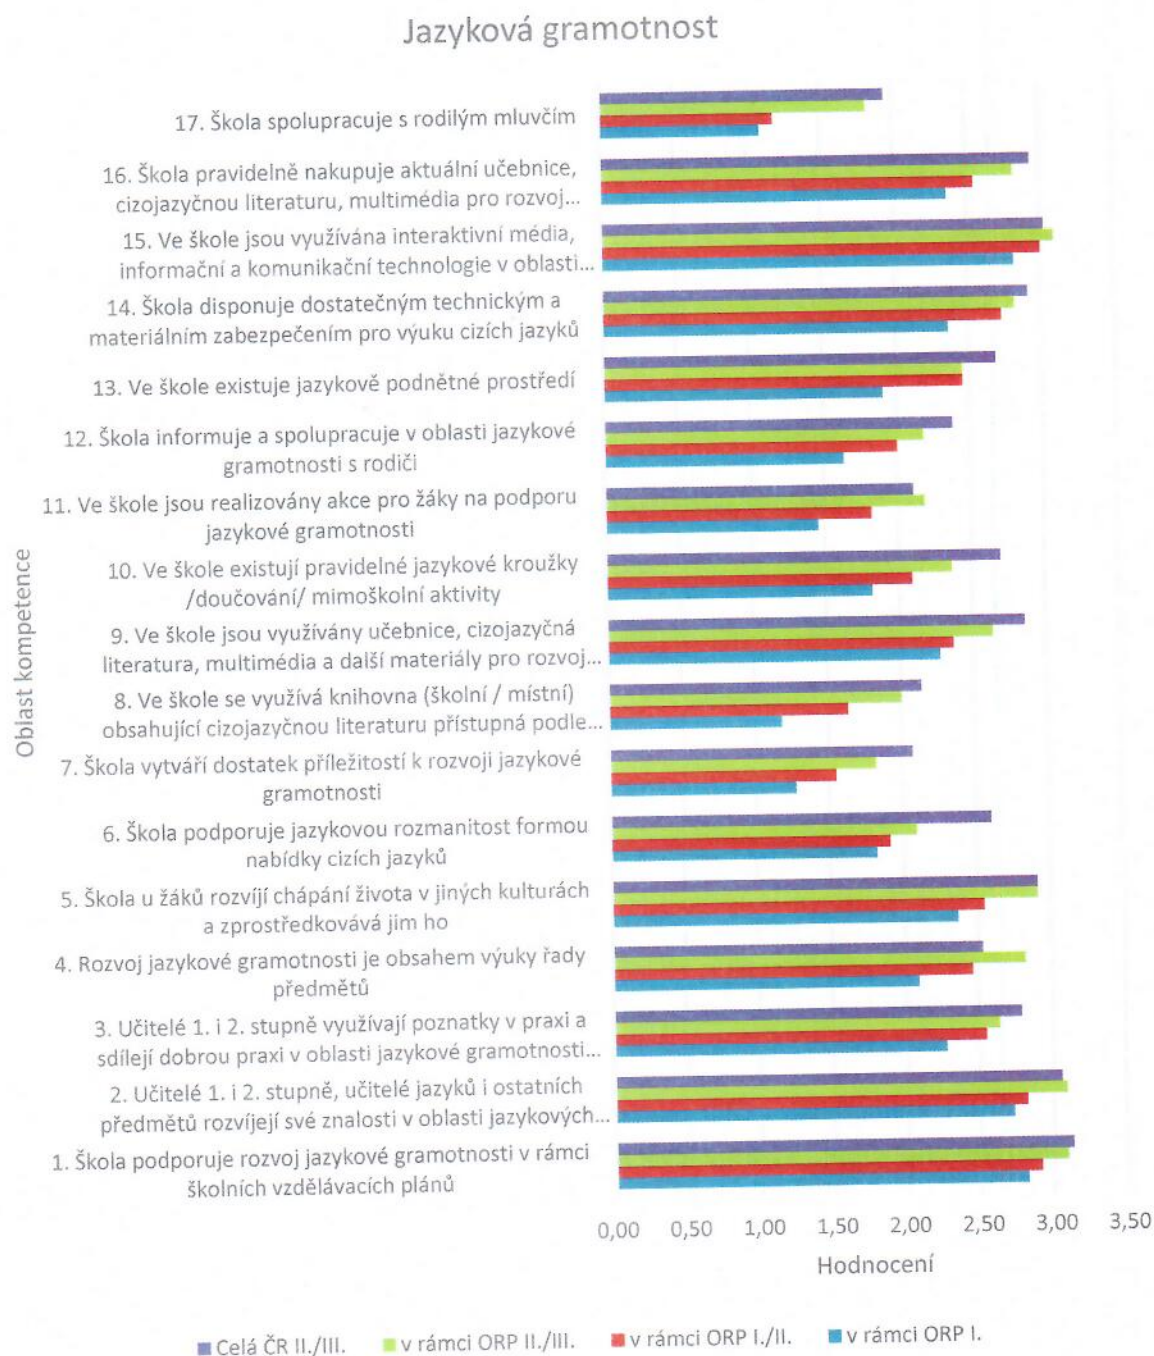 Jazyková gramotnost
17. Škola spolupracuje s rodilým mluvčím
16. Škola pravidelně nakupuje aktuální učebnice,
cizojazyčnou literaturu, multimédia pro rozvoj...
15. Ve škole jsou využívána interaktivní média,
informační a komunikační technologie v oblasti...
14. Škola disponuje dostatečným technickým a
materiálním zabezpečením pro výuku cizích jazyků
13. Ve škole existuje jazykově podnětné prostředí
12. Škola informuje a spolupracuje v oblasti jazykové
gramotnosti s rodiči
11. Ve škole jsou realizovány akce pro žáky na podporu
jazykové gramotnosti
10. Ve škole existují pravidelné jazykové kroužky
/doučování/ mimoškolní aktivity
9. Ve škole jsou využívány učebnice, cizojazyčná
literatura, multimédia a další materiály pro rozvoj...
8. Ve škole se využívá knihovna (školní / místní)
obsahující cizojazyčnou literaturu přístupná podle...
7. Škola vytváří dostatek příležitostí k rozvoji jazykové
gramotnosti
6. Škola podporuje jazykovou rozmanitost formou
nabídky cizích jazyků
5. Škola u žáků rozvíjí chápání života v jiných kulturách
a zprostředkovává jim ho
4. Rozvoj jazykové gramotnosti je obsahem výuky řady
předmětů
3. Učitelé 1. i 2. stupně využívají poznatky v praxi a
sdílejí dobrou praxi v oblasti jazykové gramotnosti...
2. Učitelé 1. i 2. stupně, učitelé jazyků i ostatních
předmětů rozvíjejí své znalosti v oblasti jazykových...
1. Škola podporuje rozvoj jazykové gramotnosti v rámci
školních vzdělávacích plánů
Oblast kompetence
0,00 0,50 1,00 1,50 2,00 2,50 3,00 3,50
Hodnocení
Celá ČR II./III. v rámci ORP II./III. v rámci ORP I./II. v rámci ORP I.